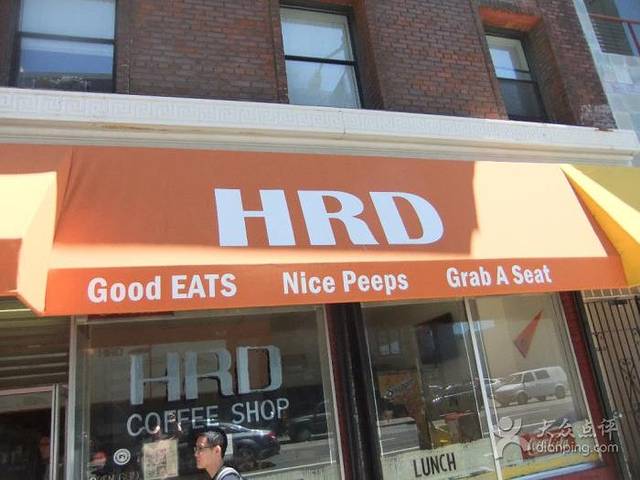 HRD
Good EATS Nice Peeps Grab A Seat
HRD
COFFEE SHOP
LUNCH
大众点评
dianping.com